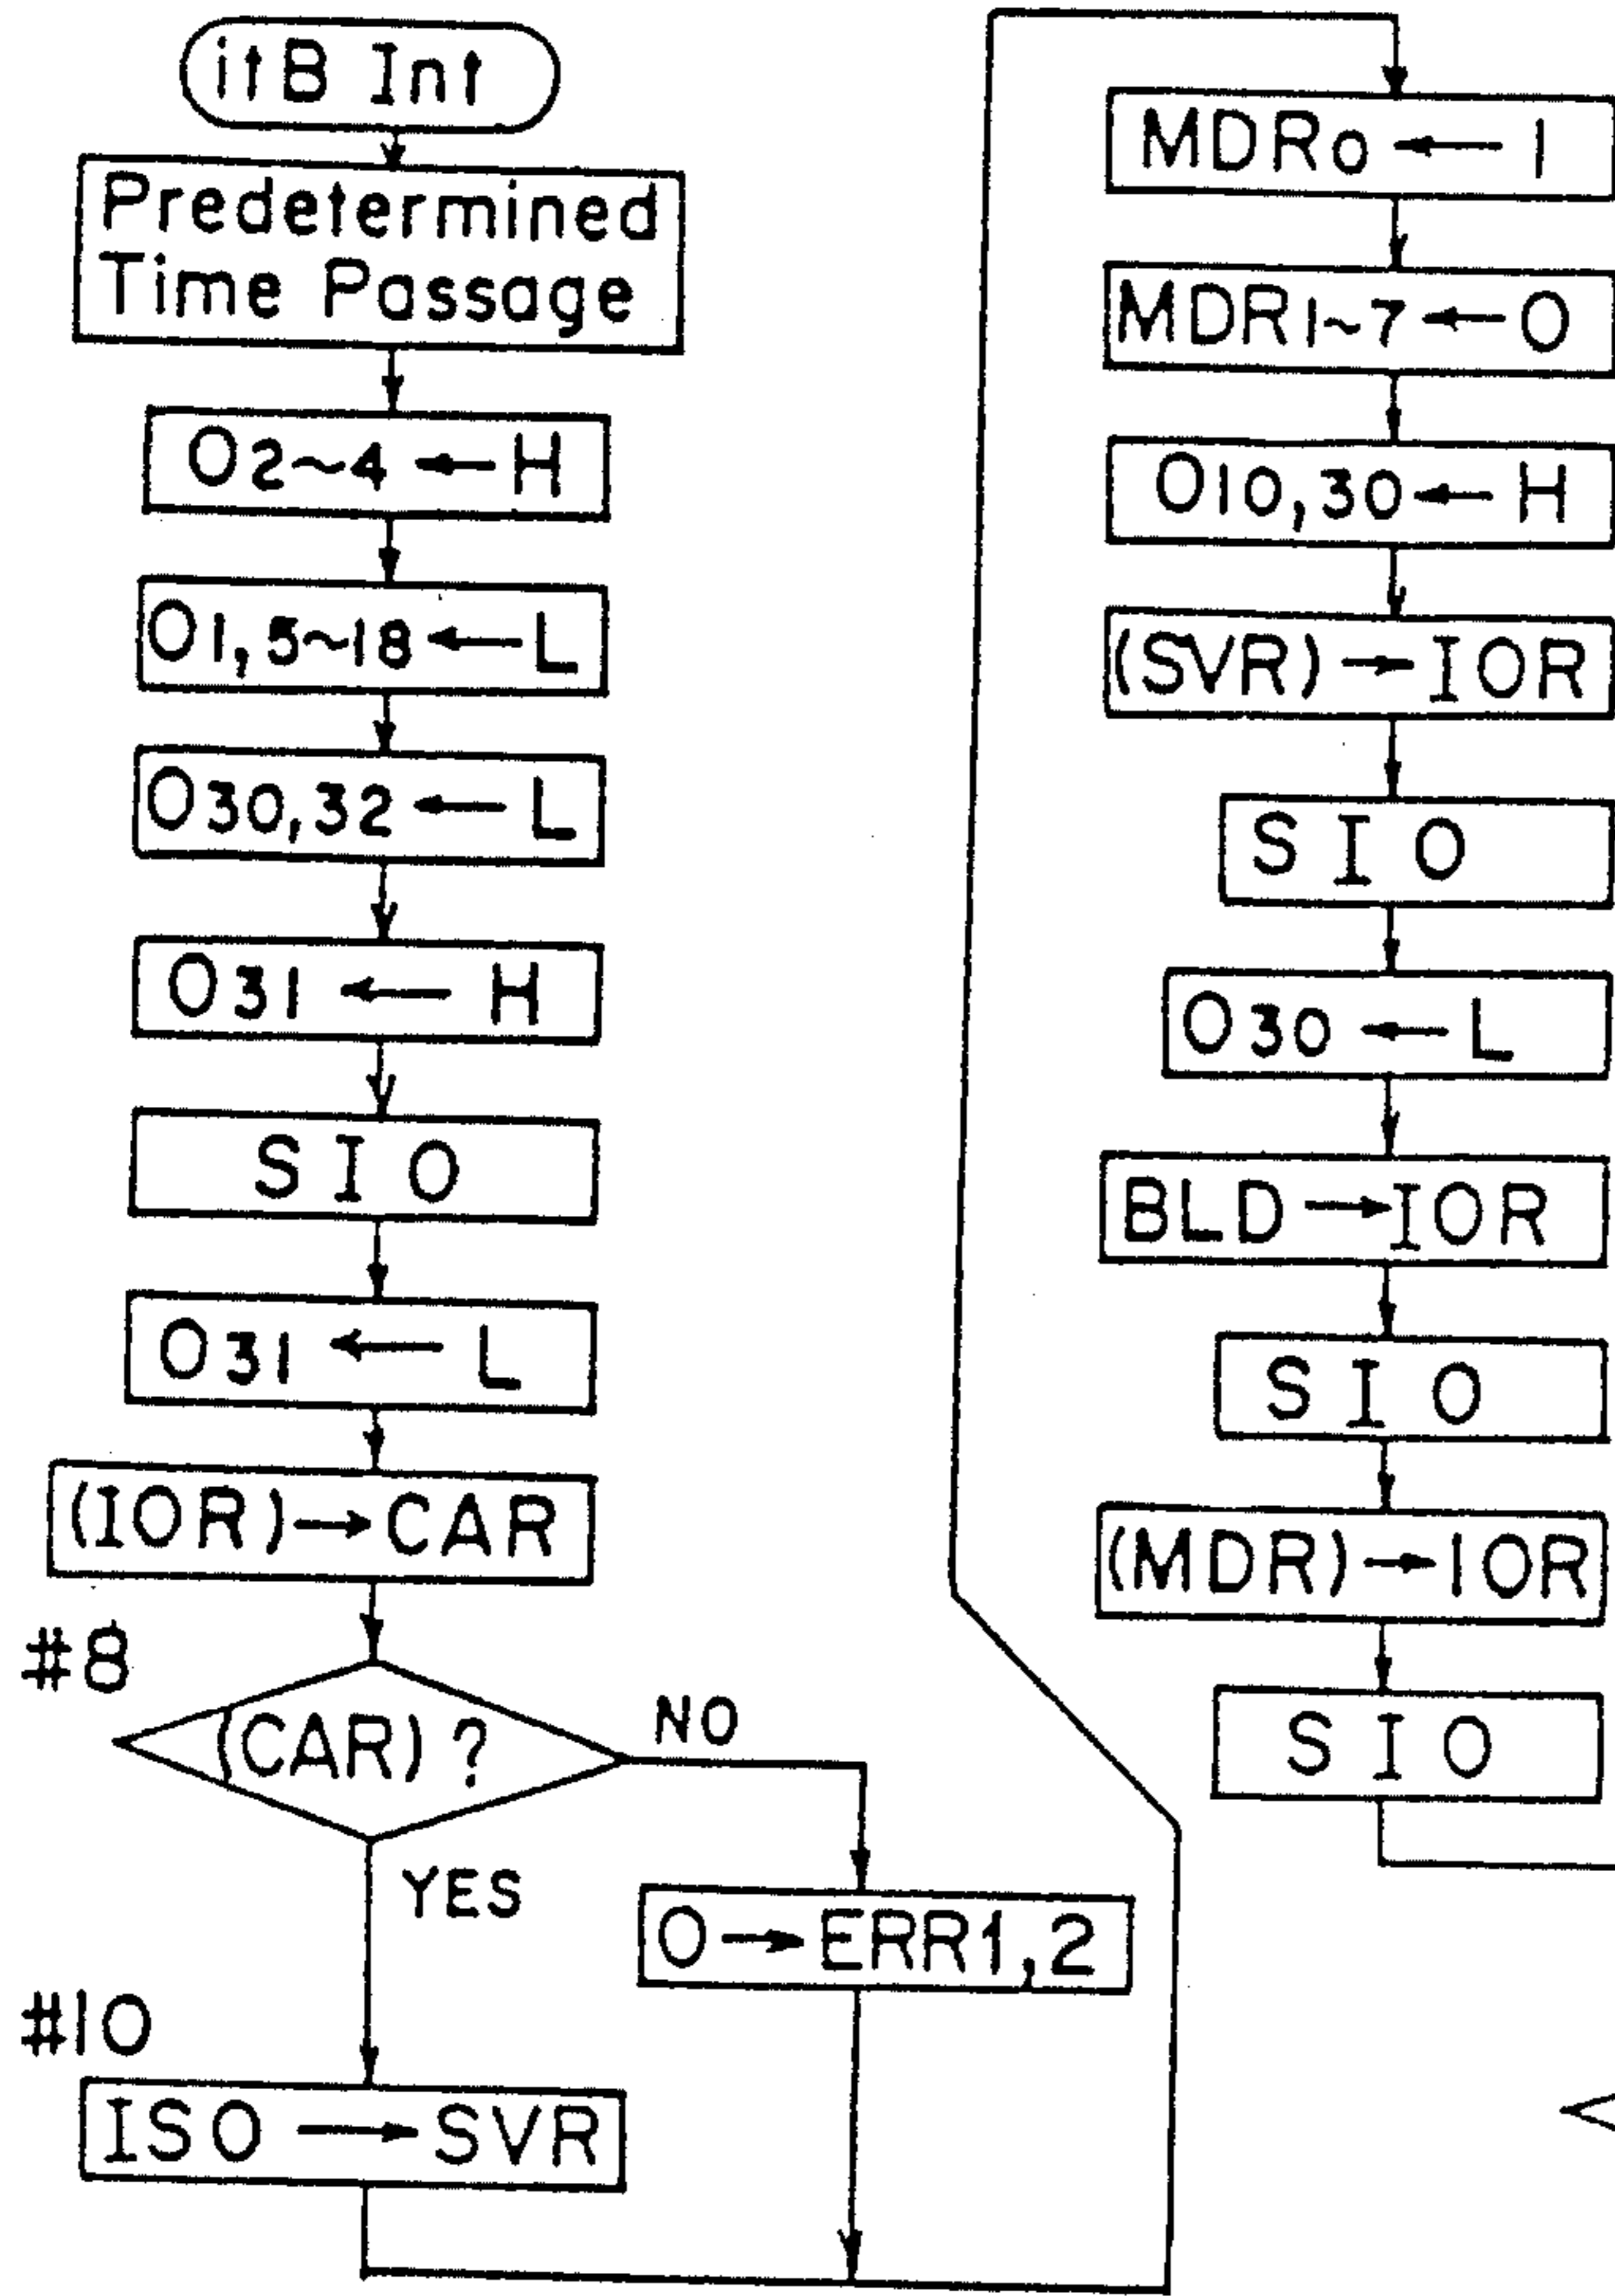 itB Int
Predetermined
Time Passage
O2~4 ← H
O1,5~18 ← L
O30,32 ← L
O31 ← H
SIO
O31 ← L
(IOR) → CAR
#8
(CAR)?
NO
YES
O → ERR1,2
#10
ISO → SVR
MDR0 ← 1
MDR1~7 ← O
O10,30 ← H
(SVR) → IOR
SIO
O30 ← L
BLD → IOR
SIO
(MDR) → IOR
SIO